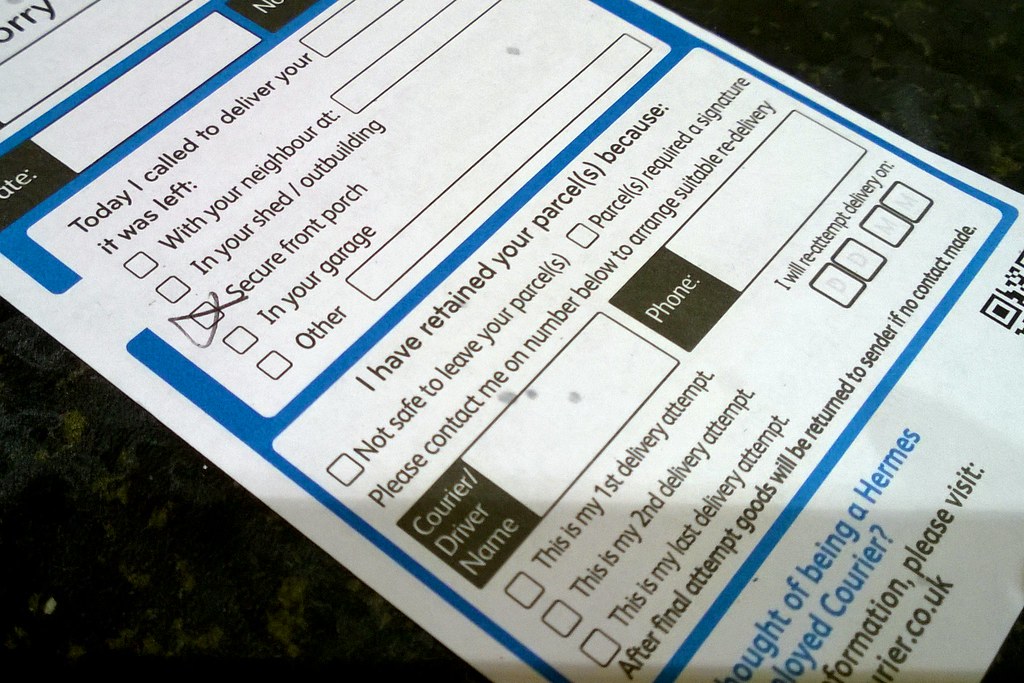 orry
No
ate:
Today I called to deliver your
it was left:
With your neighbour at:
In your shed / outbuilding
Secure front porch
In your garage
Other
I have retained your parcel(s) because:
Not safe to leave your parcel(s) Parcel(s) required a signature
Please contact me on number below to arrange suitable re-delivery
Courier/
Driver
Name
Phone:
I will re-attempt delivery on:
D D M M
This is my 1st delivery attempt.
This is my 2nd delivery attempt.
This is my last delivery attempt.
After final attempt goods will be returned to sender if no contact made.
hought of being a Hermes
ployed Courier?
formation, please visit:
urier.co.uk